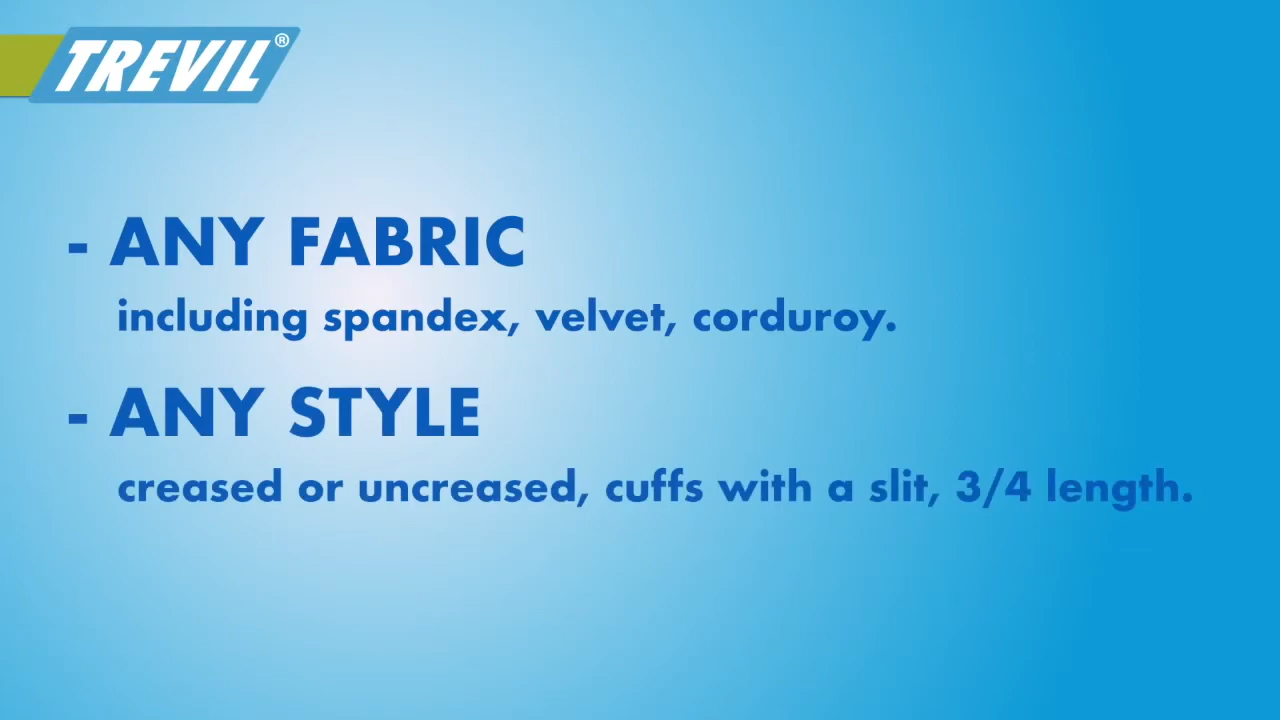 TREVIL®
- ANY FABRIC
including spandex, velvet, corduroy.
- ANY STYLE
creased or uncreased, cuffs with a slit, 3/4 length.